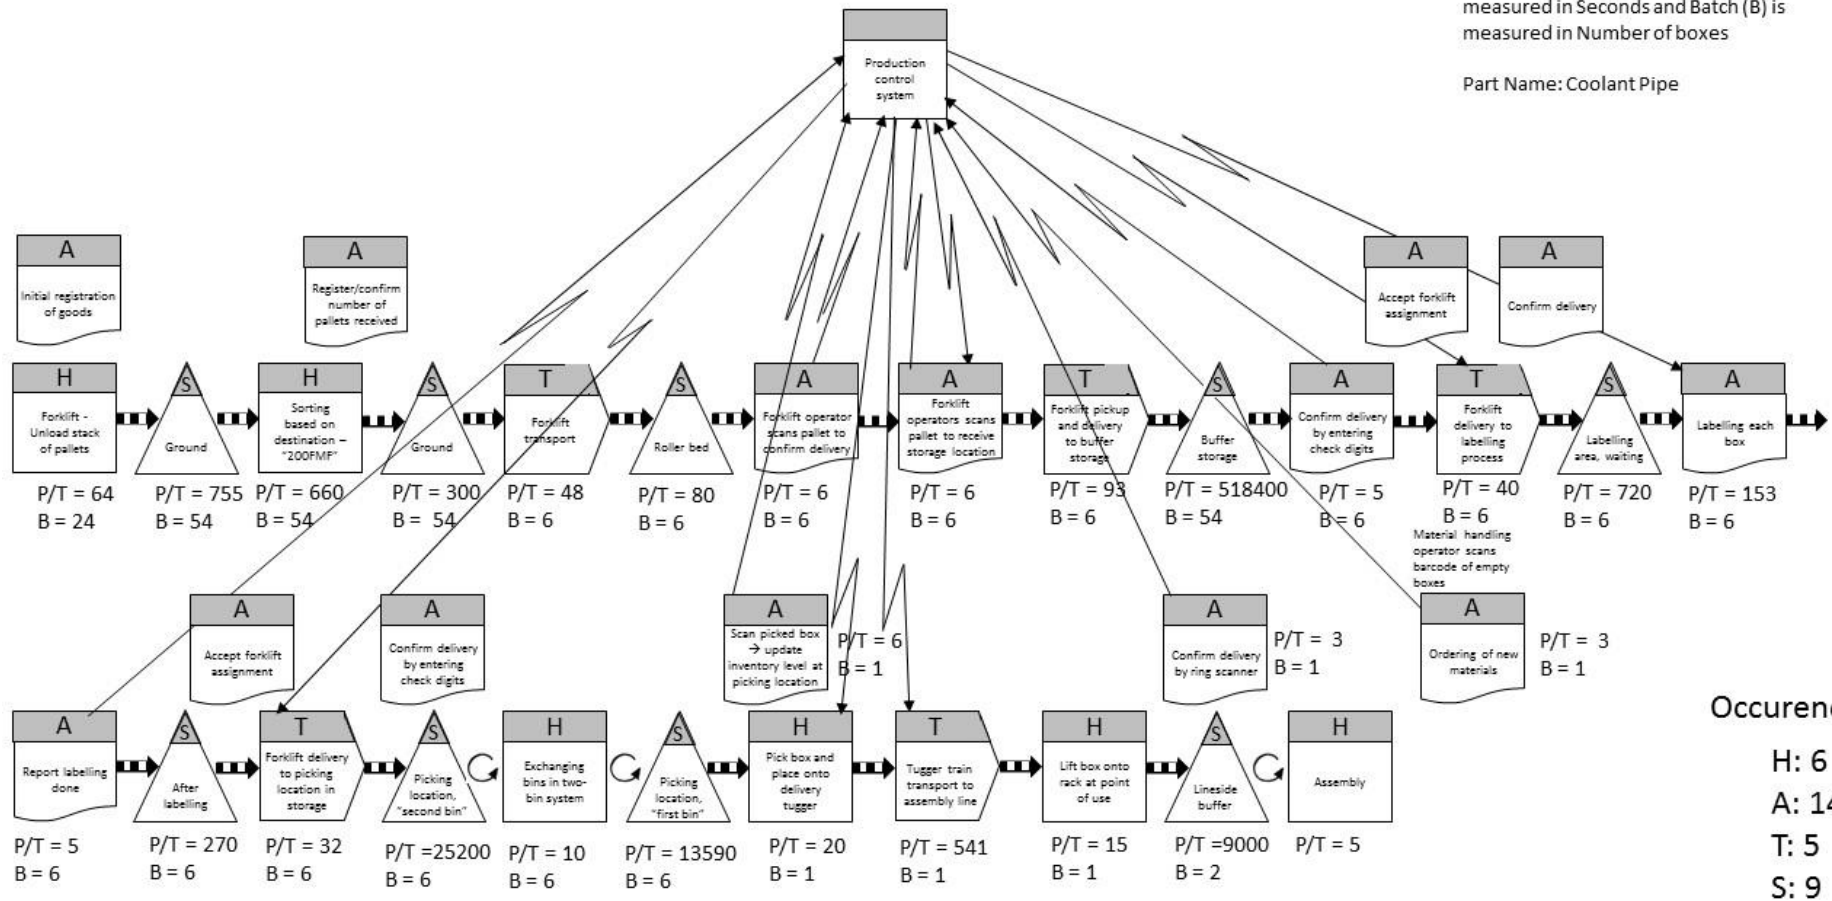 measured in Seconds and Batch (B) is
measured in Number of boxes
Part Name: Coolant Pipe
Production
control
system
A
Initial registration
of goods
A
Register/confirm
number of
pallets received
A
Accept forklift
assignment
A
Confirm delivery
H
Forklift -
Unload stack
of pallets
P/T = 64
B = 24
S
Ground
P/T = 755
B = 54
H
Sorting
based on
destination –
"200FMF"
P/T = 660
B = 54
S
Ground
P/T = 300
B = 54
T
Forklift
transport
P/T = 48
B = 6
S
Roller bed
P/T = 80
B = 6
A
Forklift operator
scans pallet to
confirm delivery
P/T = 6
B = 6
A
Forklift
operators scans
pallet to receive
storage location
P/T = 6
B = 6
T
Forklift pickup
and delivery
to buffer
storage
P/T = 93
B = 6
S
Buffer
storage
P/T = 518400
B = 54
A
Confirm delivery
by entering
check digits
P/T = 5
B = 6
T
Forklift
delivery to
labelling
process
P/T = 40
B = 6
S
Labelling
area, waiting
P/T = 720
B = 6
A
Labelling each
box
P/T = 153
B = 6
A
Accept forklift
assignment
A
Confirm delivery
by entering
check digits
A
Scan picked box
→ update
inventory level at
picking location
P/T = 6
B = 1
A
Confirm delivery
by ring scanner
P/T = 3
B = 1
Material handling
operator scans
barcode of empty
boxes
A
Ordering of new
materials
P/T = 3
B = 1
A
Report labelling
done
P/T = 5
B = 6
S
After
labelling
P/T = 270
B = 6
T
Forklift delivery
to picking
location in
storage
P/T = 32
B = 6
S
Picking
location,
"second bin"
P/T =25200
B = 6
H
Exchanging
bins in two-
bin system
P/T = 10
B = 6
S
Picking
location,
"first bin"
P/T = 13590
B = 6
H
Pick box and
place onto
delivery
tugger
P/T = 20
B = 1
T
Tugger train
transport to
assembly line
P/T = 541
B = 1
H
Lift box onto
rack at point
of use
P/T = 15
B = 1
S
Lineside
buffer
P/T =9000
B = 2
H
Assembly
P/T = 5
Occuren
H: 6
A: 14
T: 5
S: 9